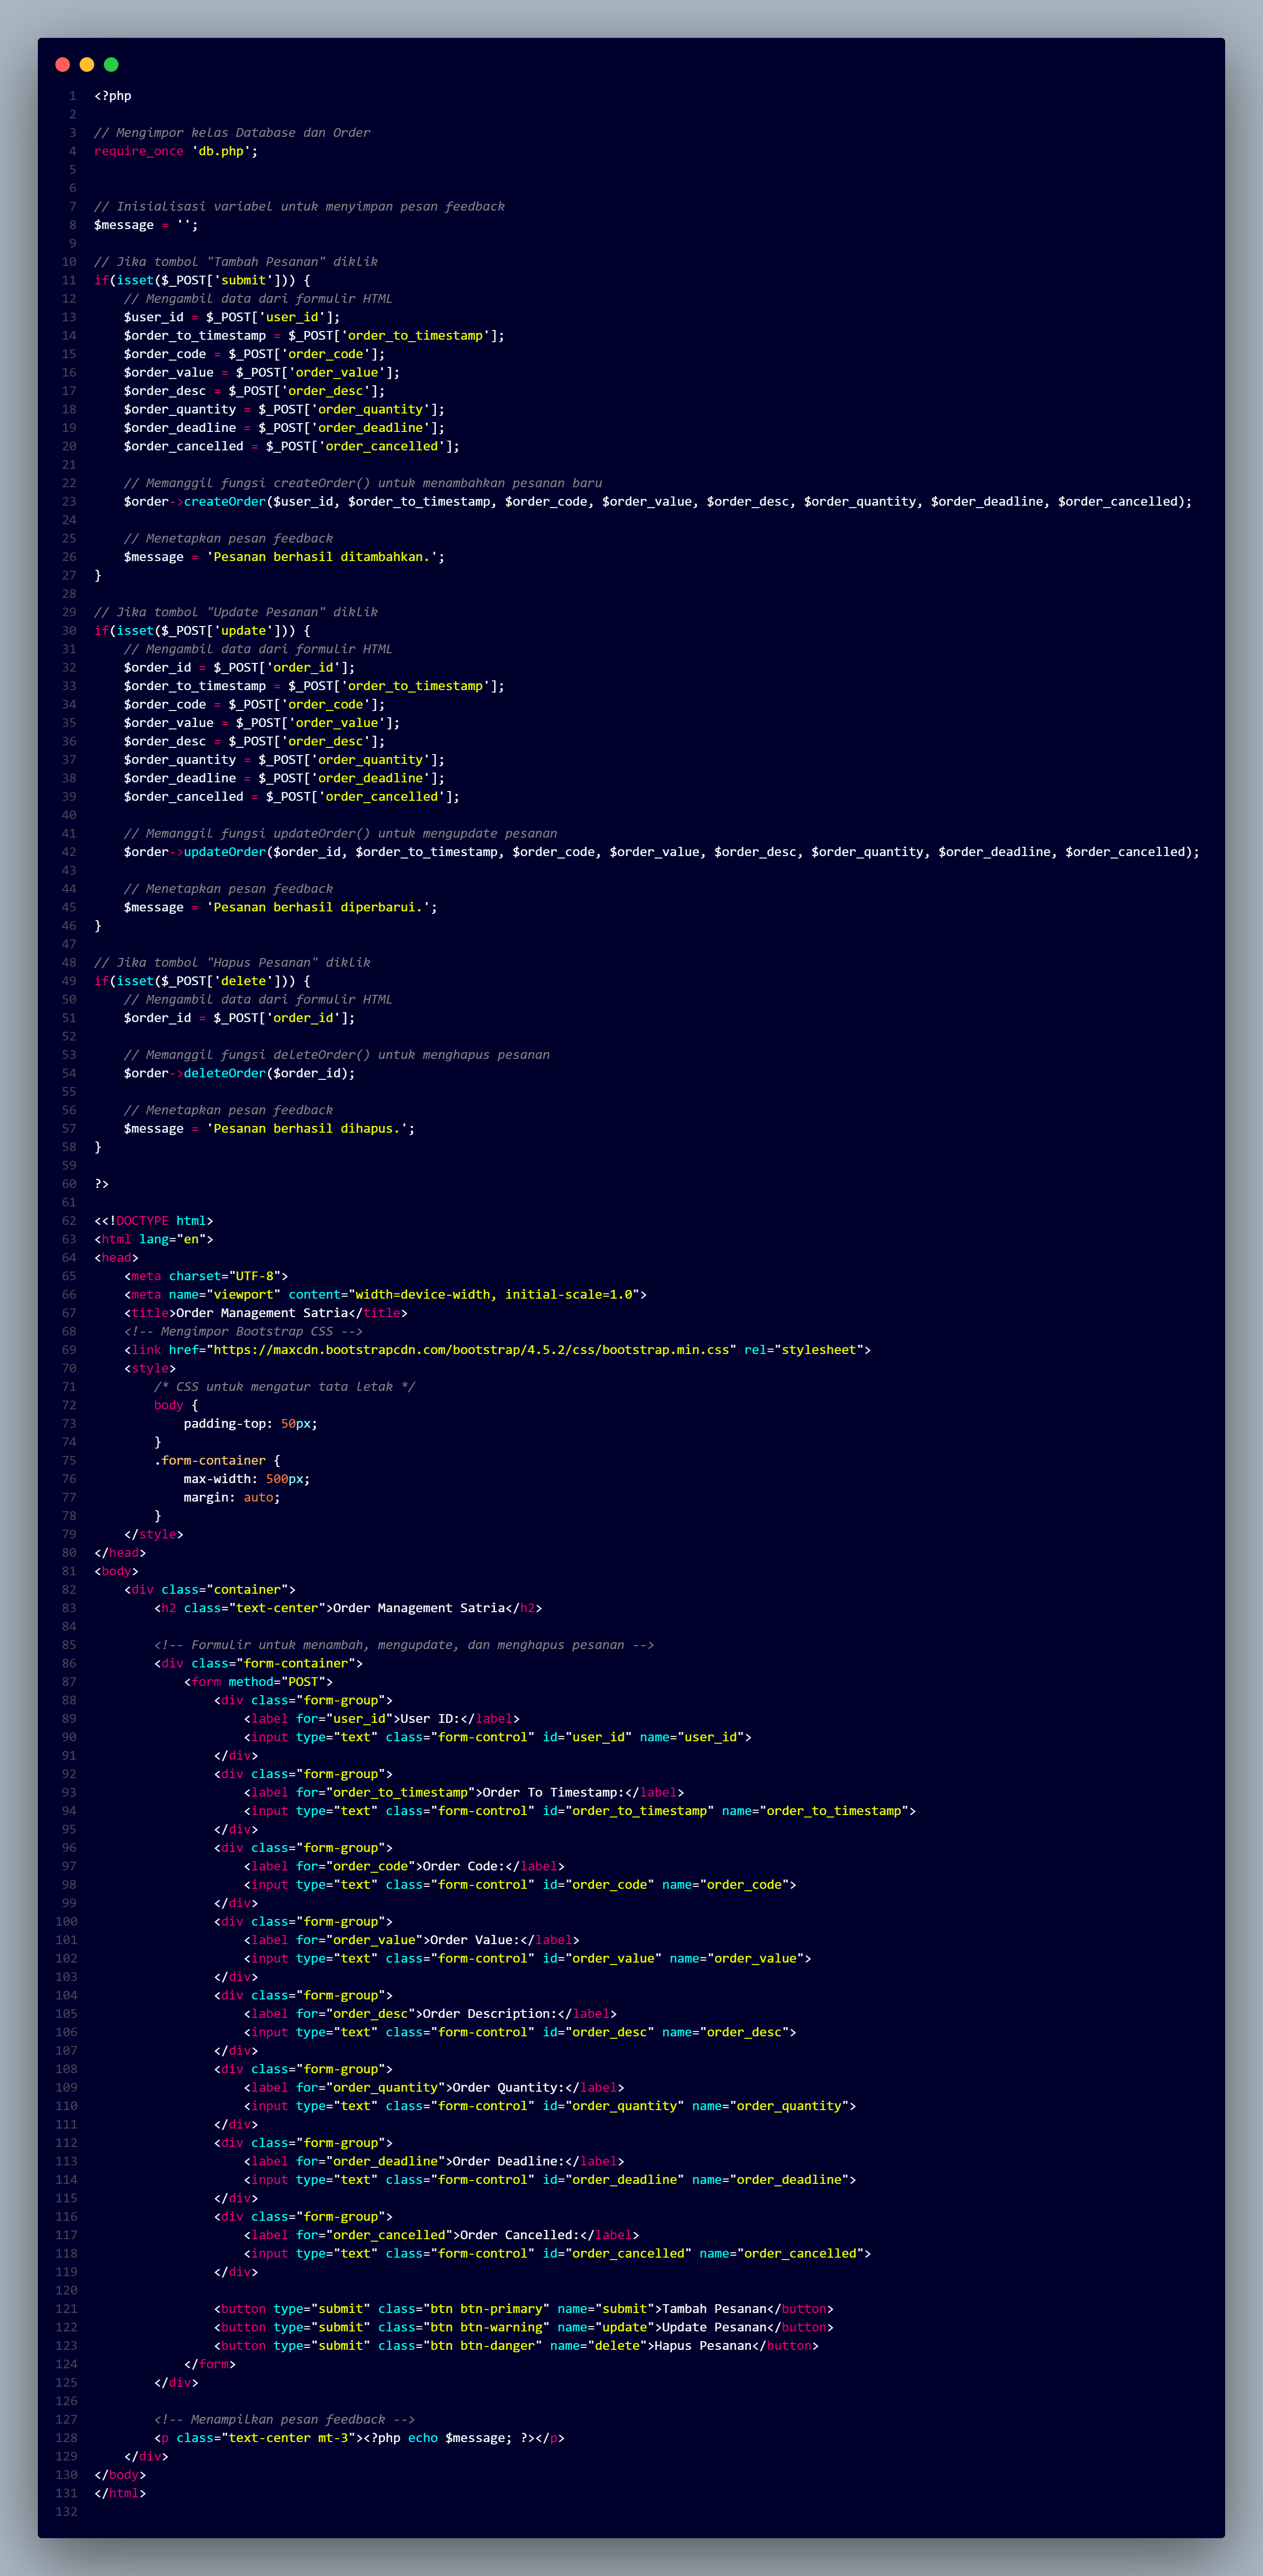 1 <?php
2
3 // Mengimpor kelas Database dan Order
4 require_once 'db.php';
5
6
7 // Inisialisasi variabel untuk menyimpan pesan feedback
8 $message = '';
9
10 // Jika tombol "Tambah Pesanan" diklik
11 if(isset($_POST['submit'])) {
12     // Mengambil data dari formulir HTML
13     $user_id = $_POST['user_id'];
14     $order_to_timestamp = $_POST['order_to_timestamp'];
15     $order_code = $_POST['order_code'];
16     $order_value = $_POST['order_value'];
17     $order_desc = $_POST['order_desc'];
18     $order_quantity = $_POST['order_quantity'];
19     $order_deadline = $_POST['order_deadline'];
20     $order_cancelled = $_POST['order_cancelled'];
21
22     // Memanggil fungsi createOrder() untuk menambahkan pesanan baru
23     $order->createOrder($user_id, $order_to_timestamp, $order_code, $order_value, $order_desc, $order_quantity, $order_deadline, $order_cancelled);
24
25     // Menetapkan pesan feedback
26     $message = 'Pesanan berhasil ditambahkan.';
27 }
28
29 // Jika tombol "Update Pesanan" diklik
30 if(isset($_POST['update'])) {
31     // Mengambil data dari formulir HTML
32     $order_id = $_POST['order_id'];
33     $order_to_timestamp = $_POST['order_to_timestamp'];
34     $order_code = $_POST['order_code'];
35     $order_value = $_POST['order_value'];
36     $order_desc = $_POST['order_desc'];
37     $order_quantity = $_POST['order_quantity'];
38     $order_deadline = $_POST['order_deadline'];
39     $order_cancelled = $_POST['order_cancelled'];
40
41     // Memanggil fungsi updateOrder() untuk mengupdate pesanan
42     $order->updateOrder($order_id, $order_to_timestamp, $order_code, $order_value, $order_desc, $order_quantity, $order_deadline, $order_cancelled);
43
44     // Menetapkan pesan feedback
45     $message = 'Pesanan berhasil diperbarui.';
46 }
47
48 // Jika tombol "Hapus Pesanan" diklik
49 if(isset($_POST['delete'])) {
50     // Mengambil data dari formulir HTML
51     $order_id = $_POST['order_id'];
52
53     // Memanggil fungsi deleteOrder() untuk menghapus pesanan
54     $order->deleteOrder($order_id);
55
56     // Menetapkan pesan feedback
57     $message = 'Pesanan berhasil dihapus.';
58 }
59
60 ?>
61
62 <<!DOCTYPE html>
63 <html lang="en">
64 <head>
65     <meta charset="UTF-8">
66     <meta name="viewport" content="width=device-width, initial-scale=1.0">
67     <title>Order Management Satria</title>
68     <!-- Mengimpor Bootstrap CSS -->
69     <link href="https://maxcdn.bootstrapcdn.com/bootstrap/4.5.2/css/bootstrap.min.css" rel="stylesheet">
70     <style>
71         /* CSS untuk mengatur tata letak */
72         body {
73             padding-top: 50px;
74         }
75         .form-container {
76             max-width: 500px;
77             margin: auto;
78         }
79     </style>
80 </head>
81 <body>
82     <div class="container">
83         <h2 class="text-center">Order Management Satria</h2>
84
85         <!-- Formulir untuk menambah, mengupdate, dan menghapus pesanan -->
86         <div class="form-container">
87             <form method="POST">
88                 <div class="form-group">
89                     <label for="user_id">User ID:</label>
90                     <input type="text" class="form-control" id="user_id" name="user_id">
91                 </div>
92                 <div class="form-group">
93                     <label for="order_to_timestamp">Order To Timestamp:</label>
94                     <input type="text" class="form-control" id="order_to_timestamp" name="order_to_timestamp">
95                 </div>
96                 <div class="form-group">
97                     <label for="order_code">Order Code:</label>
98                     <input type="text" class="form-control" id="order_code" name="order_code">
99                 </div>
100                 <div class="form-group">
101                     <label for="order_value">Order Value:</label>
102                     <input type="text" class="form-control" id="order_value" name="order_value">
103                 </div>
104                 <div class="form-group">
105                     <label for="order_desc">Order Description:</label>
106                     <input type="text" class="form-control" id="order_desc" name="order_desc">
107                 </div>
108                 <div class="form-group">
109                     <label for="order_quantity">Order Quantity:</label>
110                     <input type="text" class="form-control" id="order_quantity" name="order_quantity">
111                 </div>
112                 <div class="form-group">
113                     <label for="order_deadline">Order Deadline:</label>
114                     <input type="text" class="form-control" id="order_deadline" name="order_deadline">
115                 </div>
116                 <div class="form-group">
117                     <label for="order_cancelled">Order Cancelled:</label>
118                     <input type="text" class="form-control" id="order_cancelled" name="order_cancelled">
119                 </div>
120
121                 <button type="submit" class="btn btn-primary" name="submit">Tambah Pesanan</button>
122                 <button type="submit" class="btn btn-warning" name="update">Update Pesanan</button>
123                 <button type="submit" class="btn btn-danger" name="delete">Hapus Pesanan</button>
124             </form>
125         </div>
126
127         <!-- Menampilkan pesan feedback -->
128         <p class="text-center mt-3"><?php echo $message; ?></p>
129     </div>
130 </body>
131 </html>
132